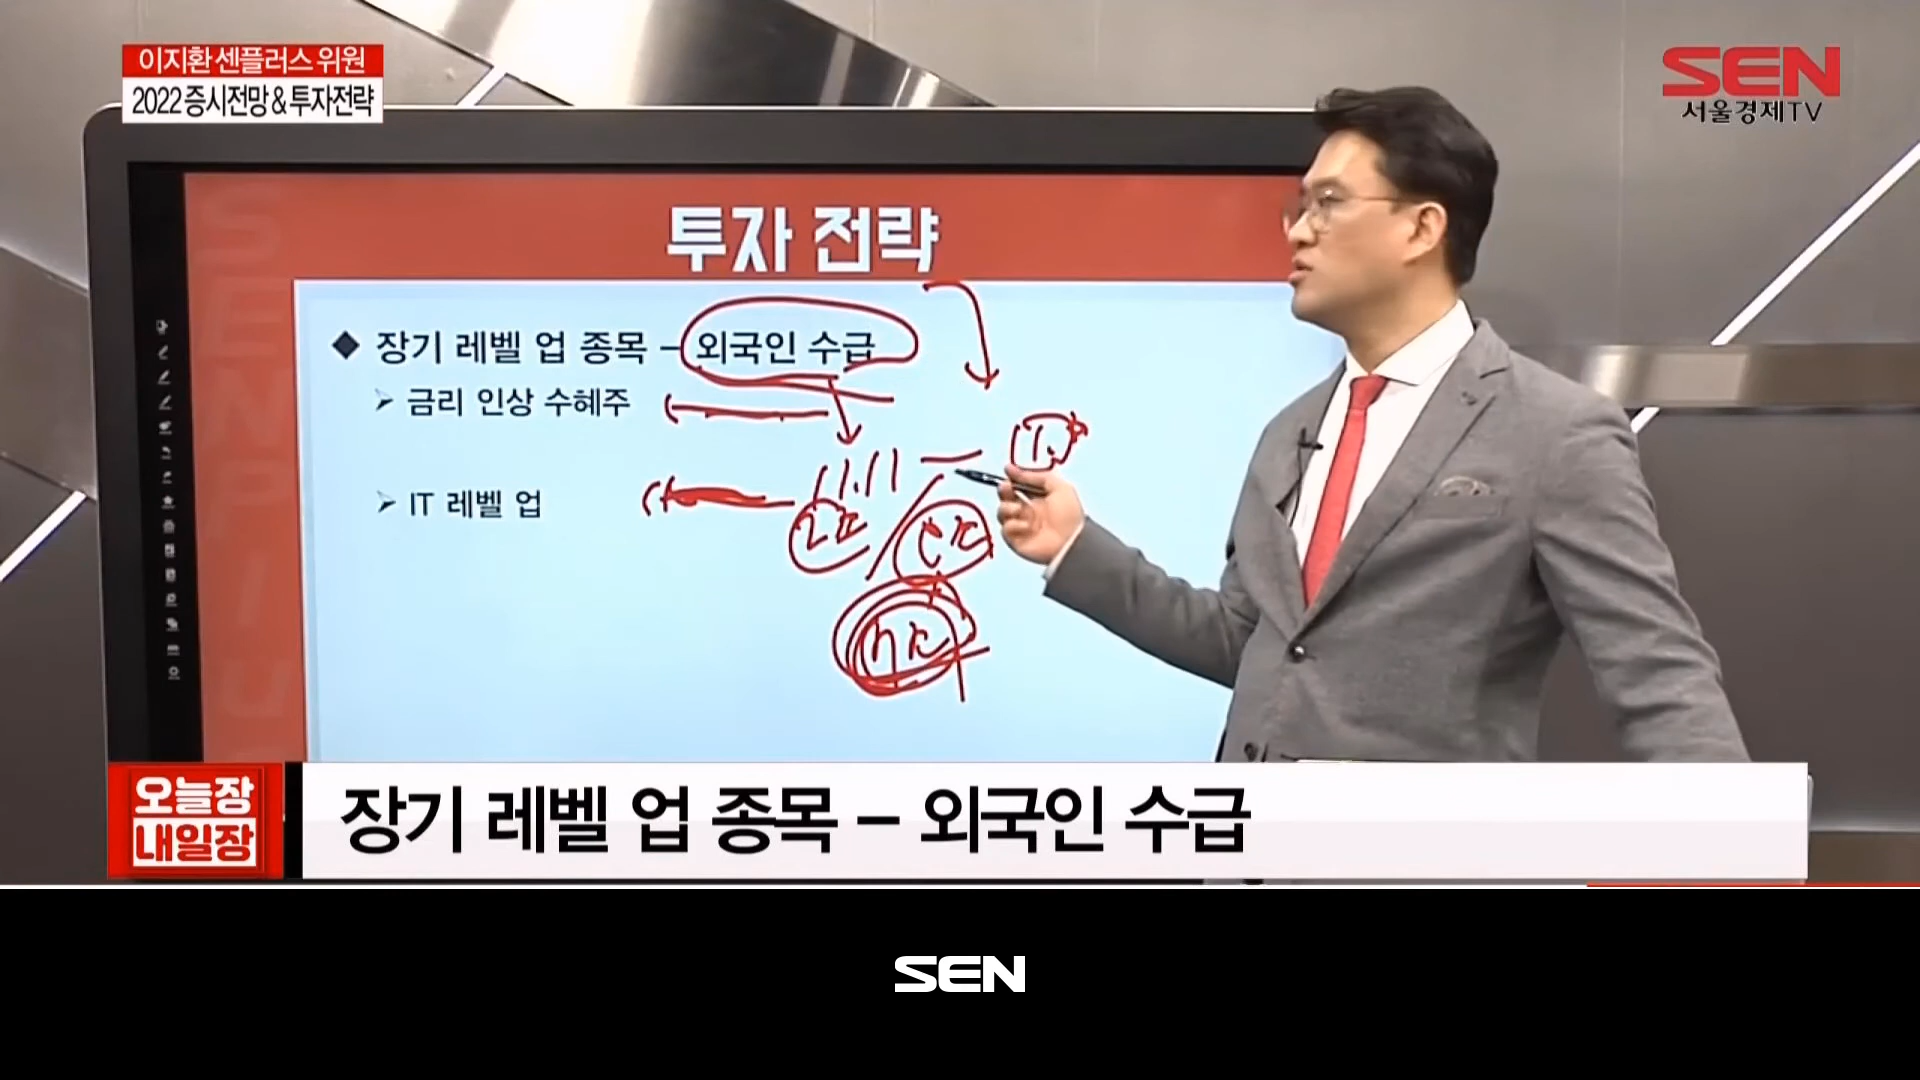 이지환 센플러스 위원
2022 증시전망 & 투자전략
SEN
서울경제TV
투자 전략
◆ 장기 레벨 업 종목 – 외국인 수급
➢ 금리 인상 수혜주
➢ IT 레벨 업
SENPlU
오늘장
내일장
장기 레벨 업 종목 – 외국인 수급
SEN